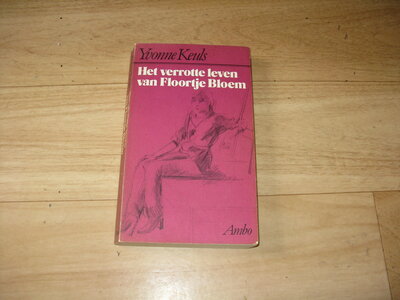 Yvonne Keuls
Het verrotte leven
van Floortje Bloem
Ambo